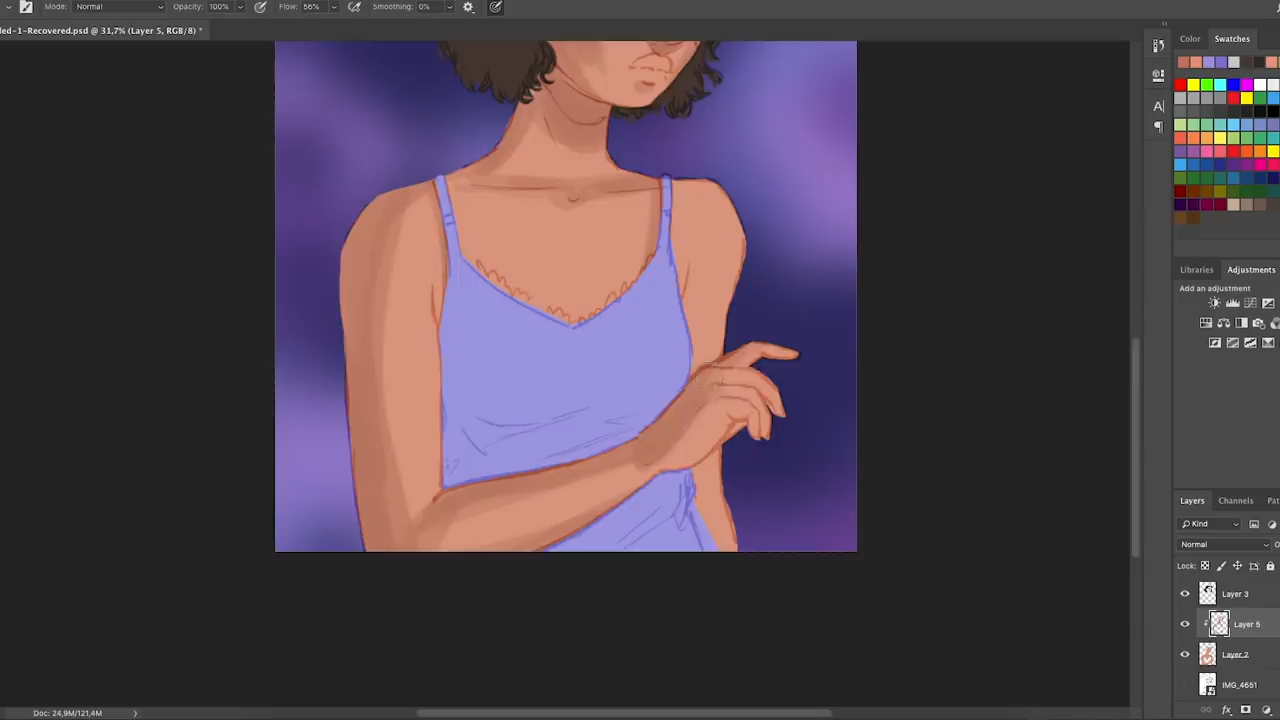 Mode: Normal Opacity: 100% Flow: 56% Smoothing: 0%
led-1-Recovered.psd @ 31,7% (Layer 5, RGB/8) *
Color Swatches
Libraries Adjustments
Add an adjustment
Layers Channels Pat
Kind
Normal
Lock:
Layer 3
Layer 5
Layer 2
IMG_4651
fx
Doc: 24,9M/121,4M